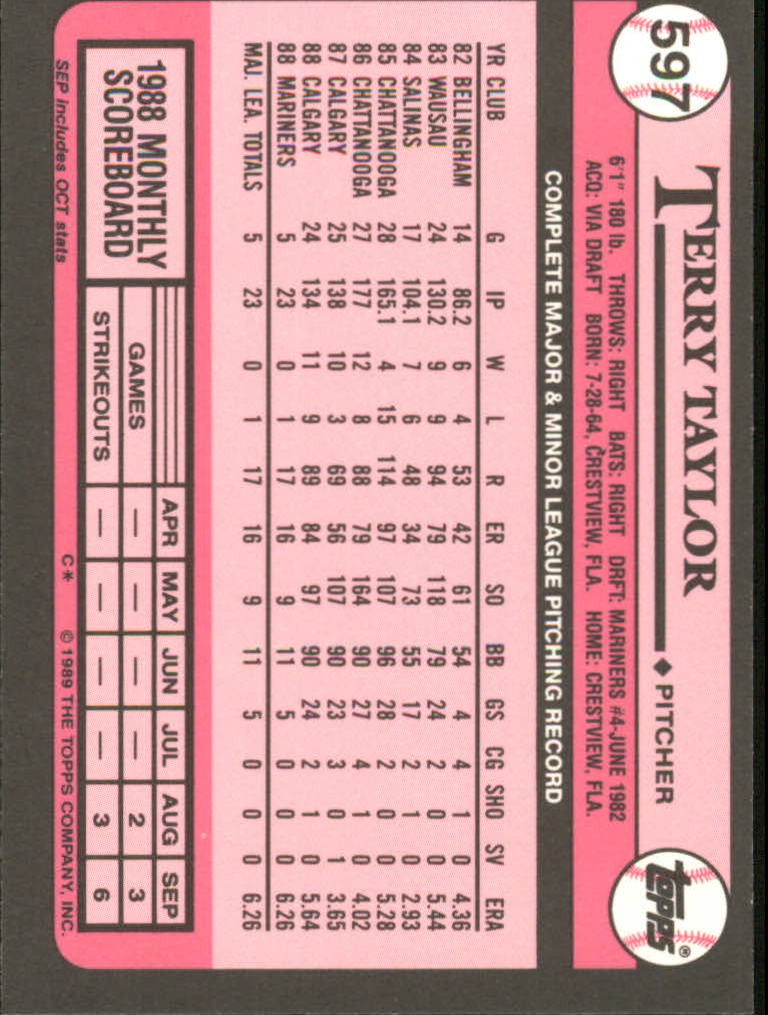 597
TERRY TAYLOR
◆ PITCHER
topps®
6'1" 180 lb. THROWS: RIGHT BATS: RIGHT DRFT: MARINERS #4-JUNE 1982
ACQ: VIA DRAFT BORN: 7-28-64, CRESTVIEW, FLA. HOME: CRESTVIEW, FLA.
COMPLETE MAJOR & MINOR LEAGUE PITCHING RECORD
YR CLUB G IP W L R ER SO BB GS CG SHO SV ERA
82 BELLINGHAM 14 86.2 6 4 53 42 61 54 4 4 1 0 4.36
83 WAUSAU 24 130.2 9 9 94 79 118 79 24 2 0 0 5.44
84 SALINAS 17 104.1 7 6 48 34 73 55 17 2 1 0 2.93
85 CHATTANOOGA 28 165.1 4 15 114 97 107 96 28 2 0 0 5.28
86 CHATTANOOGA 27 177 12 8 88 79 164 90 27 4 1 0 4.02
87 CALGARY 25 138 10 3 69 56 107 90 23 3 0 1 3.65
88 CALGARY 24 134 11 9 89 84 97 90 24 2 1 0 5.64
88 MARINERS 5 23 0 1 17 16 9 11 5 0 0 0 6.26
MAJ. LEA. TOTALS 5 23 0 1 17 16 9 11 5 0 0 0 6.26
1988 MONTHLY
SCOREBOARD
APR MAY JUN JUL AUG SEP
GAMES — — — — 2 3
STRIKEOUTS — — — — 3 6
SEP includes OCT stats C* © 1989 THE TOPPS COMPANY, INC.